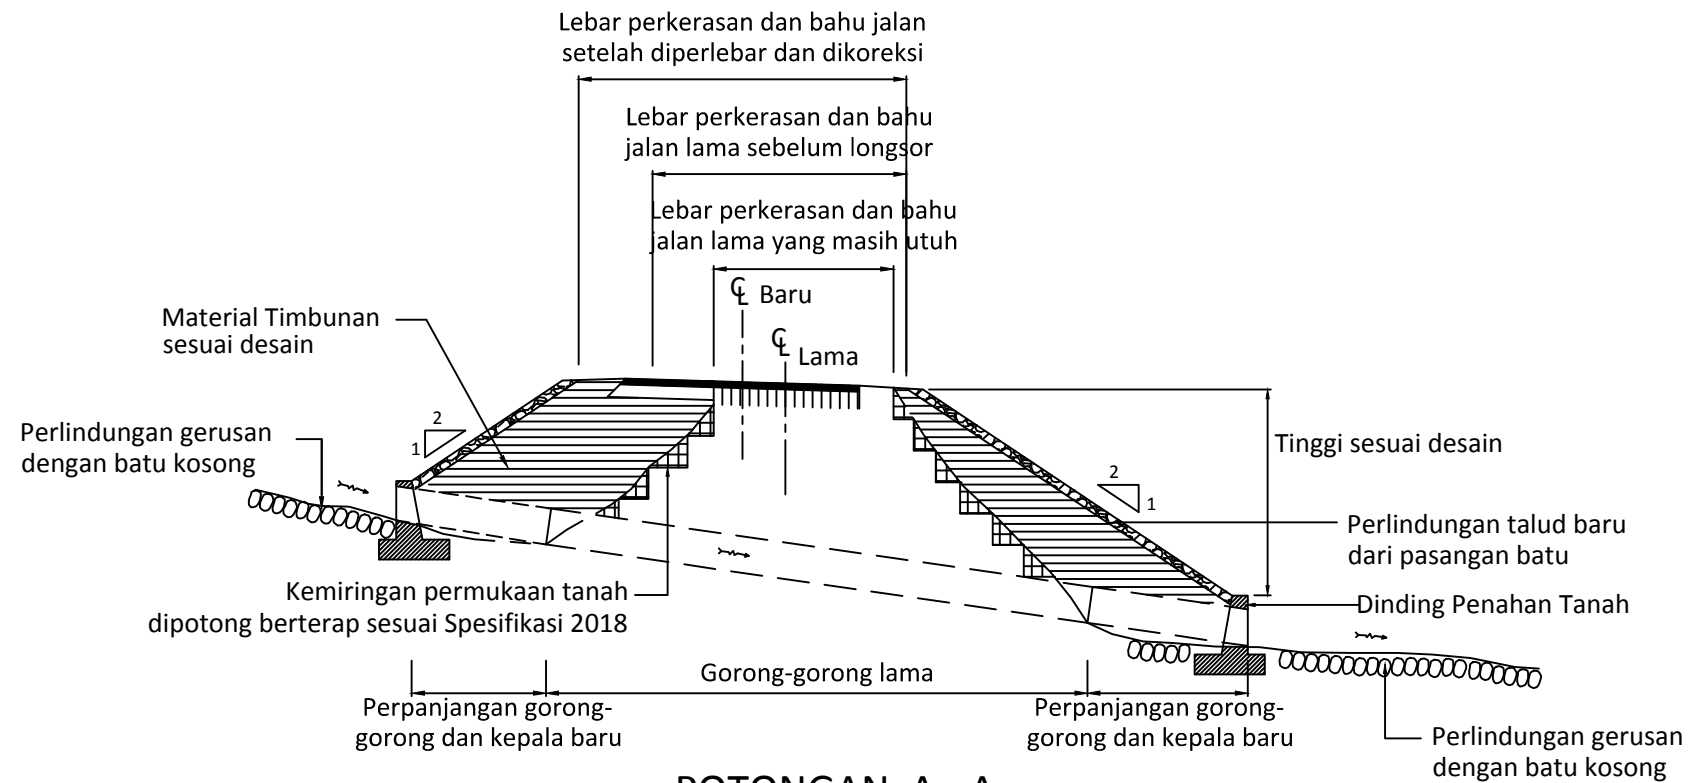 Lebar perkerasan dan bahu jalan
setelah diperlebar dan dikoreksi
Lebar perkerasan dan bahu
jalan lama sebelum longsor
Lebar perkerasan dan bahu
jalan lama yang masih utuh
CL Baru
CL Lama
Material Timbunan
sesuai desain
2
1
Perlindungan gerusan
dengan batu kosong
Tinggi sesuai desain
2
1
Perlindungan talud baru
dari pasangan batu
Kemiringan permukaan tanah
dipotong berterap sesuai Spesifikasi 2018
Dinding Penahan Tanah
Gorong-gorong lama
Perpanjangan gorong-
gorong dan kepala baru
Perpanjangan gorong-
gorong dan kepala baru
Perlindungan gerusan
dengan batu kosong
POTONGAN A - A